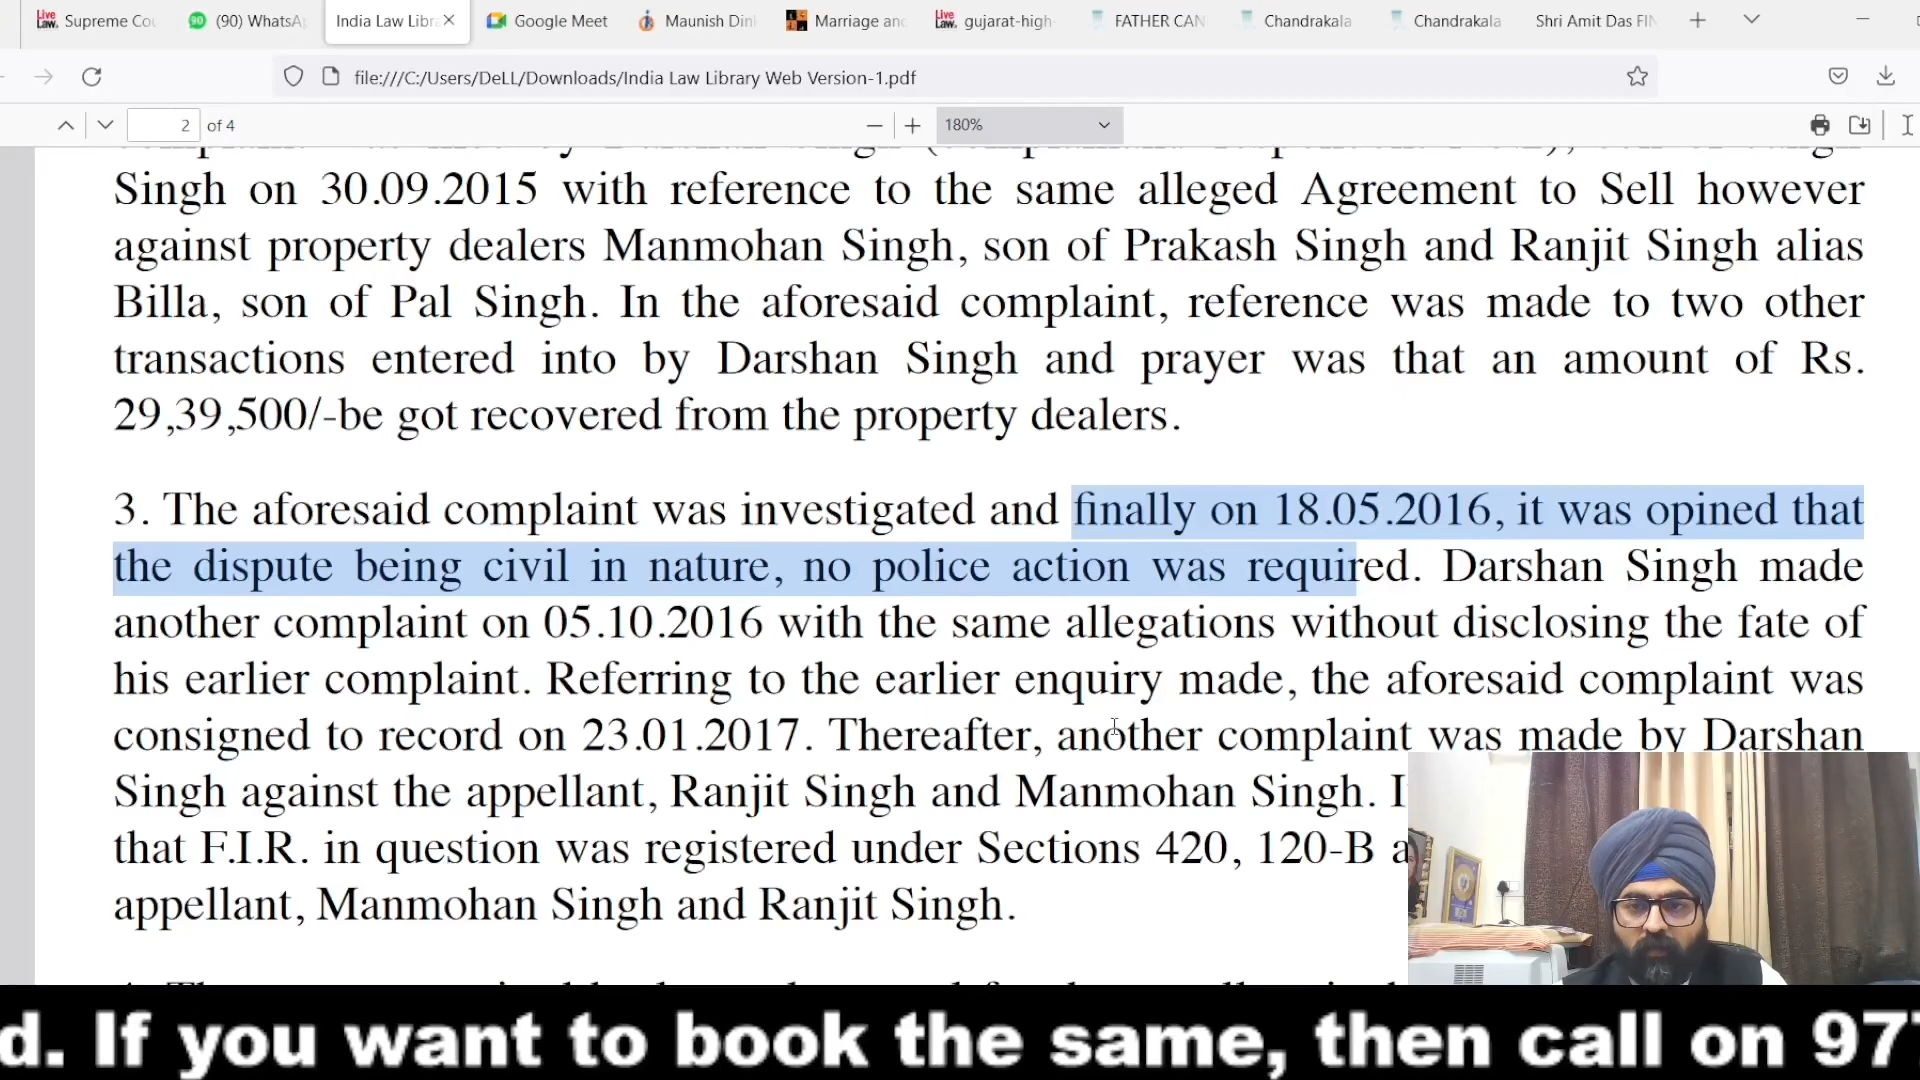 Live Law. Supreme Cou
90 (90) WhatsA
India Law Libr
Google Meet
Maunish Din
Marriage an
Live Law. gujarat-high-
FATHER CAN
Chandrakala
Chandrakala
Shri Amit Das FIN
file:///C:/Users/DeLL/Downloads/India Law Library Web Version-1.pdf
2 of 4
180%
Singh on 30.09.2015 with reference to the same alleged Agreement to Sell however
against property dealers Manmohan Singh, son of Prakash Singh and Ranjit Singh alias
Billa, son of Pal Singh. In the aforesaid complaint, reference was made to two other
transactions entered into by Darshan Singh and prayer was that an amount of Rs.
29,39,500/-be got recovered from the property dealers.
3. The aforesaid complaint was investigated and finally on 18.05.2016, it was opined that
the dispute being civil in nature, no police action was required. Darshan Singh made
another complaint on 05.10.2016 with the same allegations without disclosing the fate of
his earlier complaint. Referring to the earlier enquiry made, the aforesaid complaint was
consigned to record on 23.01.2017. Thereafter, another complaint was made by Darshan
Singh against the appellant, Ranjit Singh and Manmohan Singh. I
that F.I.R. in question was registered under Sections 420, 120-B a
appellant, Manmohan Singh and Ranjit Singh.
d. If you want to book the same, then call on 97